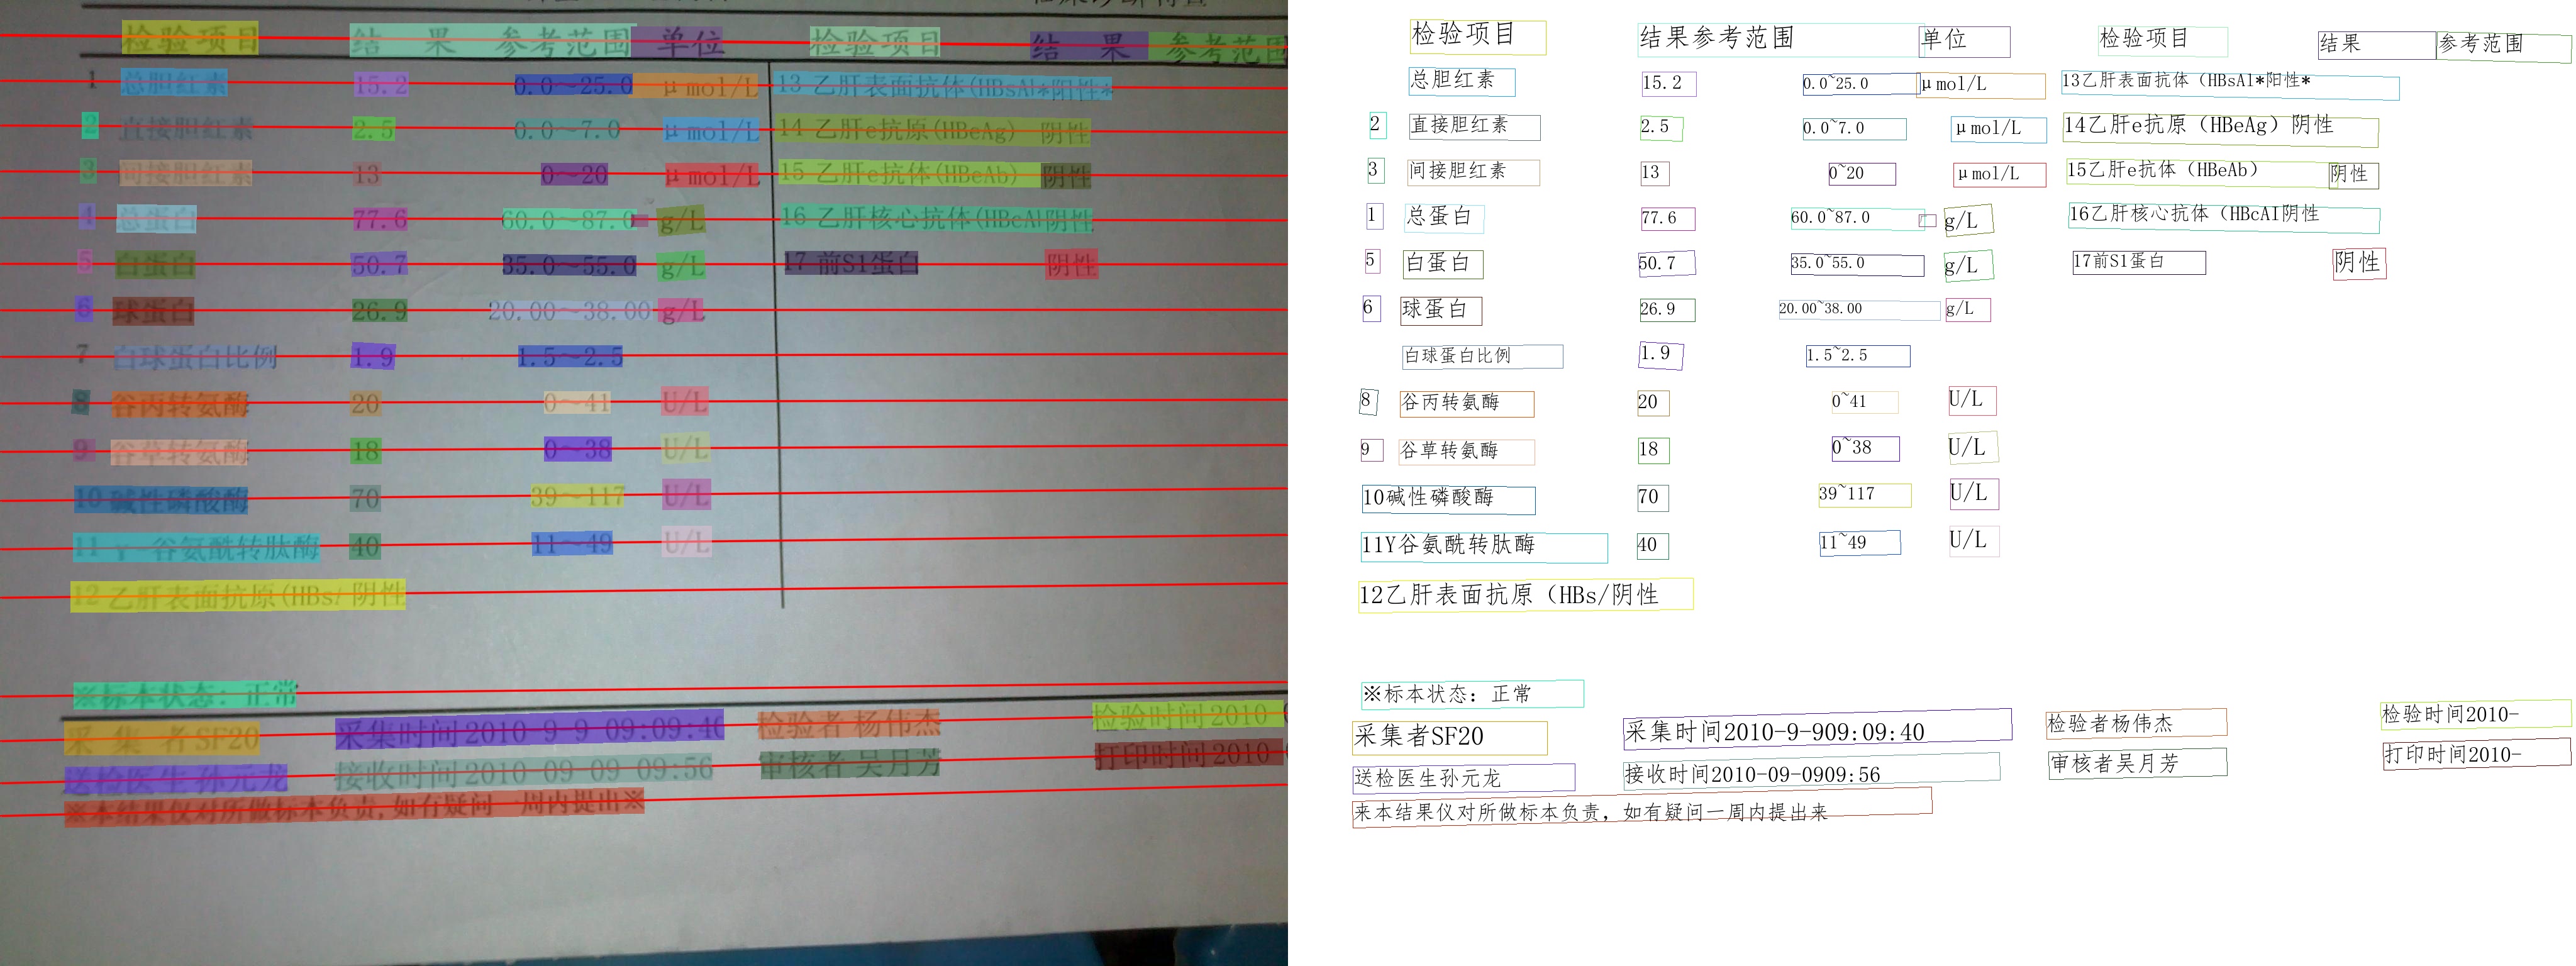 检验项目 结 果 参考范围 单位 检验项目 结 果 参考范围
1 总胆红素 15.2 0.0~25.0 μmol/L 13 乙肝表面抗体(HBsAl*阳性*
2 直接胆红素 2.5 0.0~7.0 μmol/L 14 乙肝e抗原(HBeAg) 阴性
3 间接胆红素 13 0~20 μmol/L 15 乙肝e抗体(HBeAb) 阴性
4 总蛋白 77.6 60.0~87.0 g/L 16 乙肝核心抗体(HBcAl阴性
5 白蛋白 50.7 35.0~55.0 g/L 17 前S1蛋白 阴性
6 球蛋白 26.9 20.00~38.00 g/L
7 白球蛋白比例 1.9 1.5~2.5
8 谷丙转氨酶 20 0~41 U/L
9 谷草转氨酶 18 0~38 U/L
10 碱性磷酸酶 70 39~117 U/L
11 γ-谷氨酰转肽酶 40 11~49 U/L
12 乙肝表面抗原(HBs/ 阴性
※标本状态: 正常
采 集 者 SF20 采集时间 2010-9-9 09:09:40 检验者 杨伟杰 检验时间 2010-
送检医生 孙元龙 接收时间 2010-09-09 09:56 审核者 吴月芳 打印时间 2010-
※本结果仅对所做标本负责,如有疑问一周内提出※
检验项目 结果参考范围 单位 检验项目 结果 参考范围
总胆红素 15.2 0.0~25.0 μmol/L 13乙肝表面抗体(HBsAl*阳性*
2 直接胆红素 2.5 0.0~7.0 μmol/L 14乙肝e抗原(HBeAg)阴性
3 间接胆红素 13 0~20 μmol/L 15乙肝e抗体(HBeAb) 阴性
1 总蛋白 77.6 60.0~87.0 g/L 16乙肝核心抗体(HBcAI阴性
5 白蛋白 50.7 35.0~55.0 g/L 17前S1蛋白 阴性
6 球蛋白 26.9 20.00~38.00 g/L
白球蛋白比例 1.9 1.5~2.5
8 谷丙转氨酶 20 0~41 U/L
9 谷草转氨酶 18 0~38 U/L
10碱性磷酸酶 70 39~117 U/L
11Y谷氨酰转肽酶 40 11~49 U/L
12乙肝表面抗原(HBs/阴性
※标本状态: 正常
采集者SF20 采集时间2010-9-909:09:40 检验者杨伟杰 检验时间2010-
送检医生孙元龙 接收时间2010-09-0909:56 审核者吴月芳 打印时间2010-
来本结果仪对所做标本负责,如有疑问一周内提出来